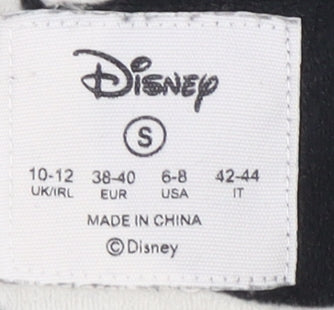 Disney
S
10-12 38-40 6-8 42-44
UK/IRL EUR USA IT
MADE IN CHINA
©Disney